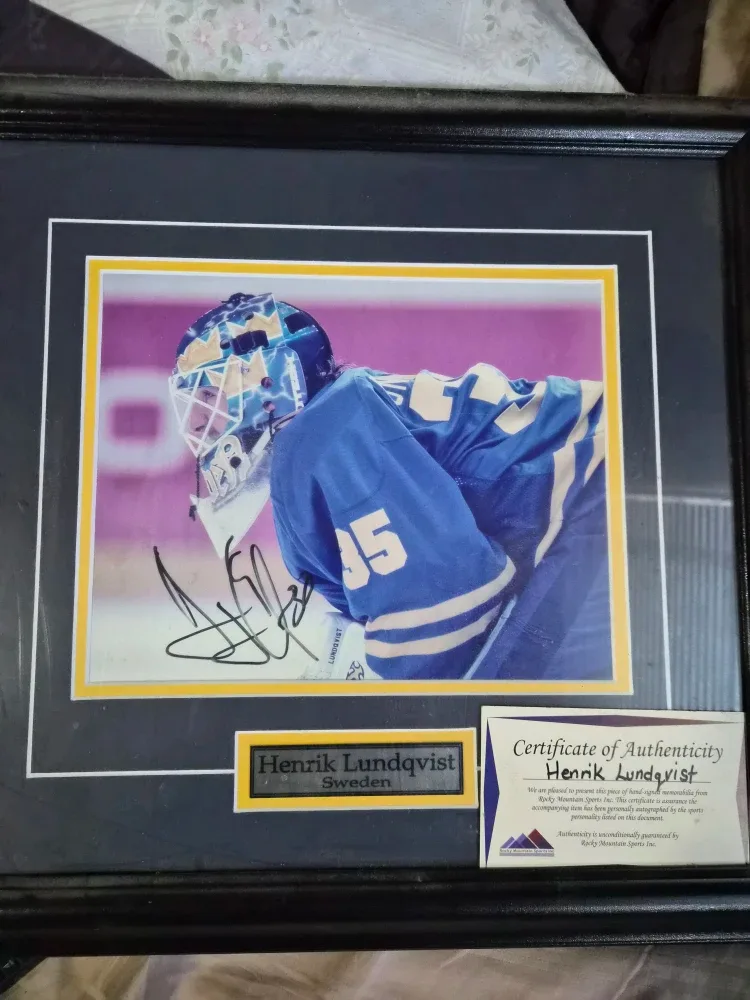 35
LUNDQVIST
Henrik Lundqvist
Sweden
Certificate of Authenticity
Henrik Lundqvist
We are pleased to present this piece of hand-signed memorabilia from
Rocky Mountain Sports Inc. This certificate is assurance the
accompanying item has been personally autographed by the sports
personality listed on this document.
Authenticity is unconditionally guaranteed by
Rocky Mountain Sports Inc.